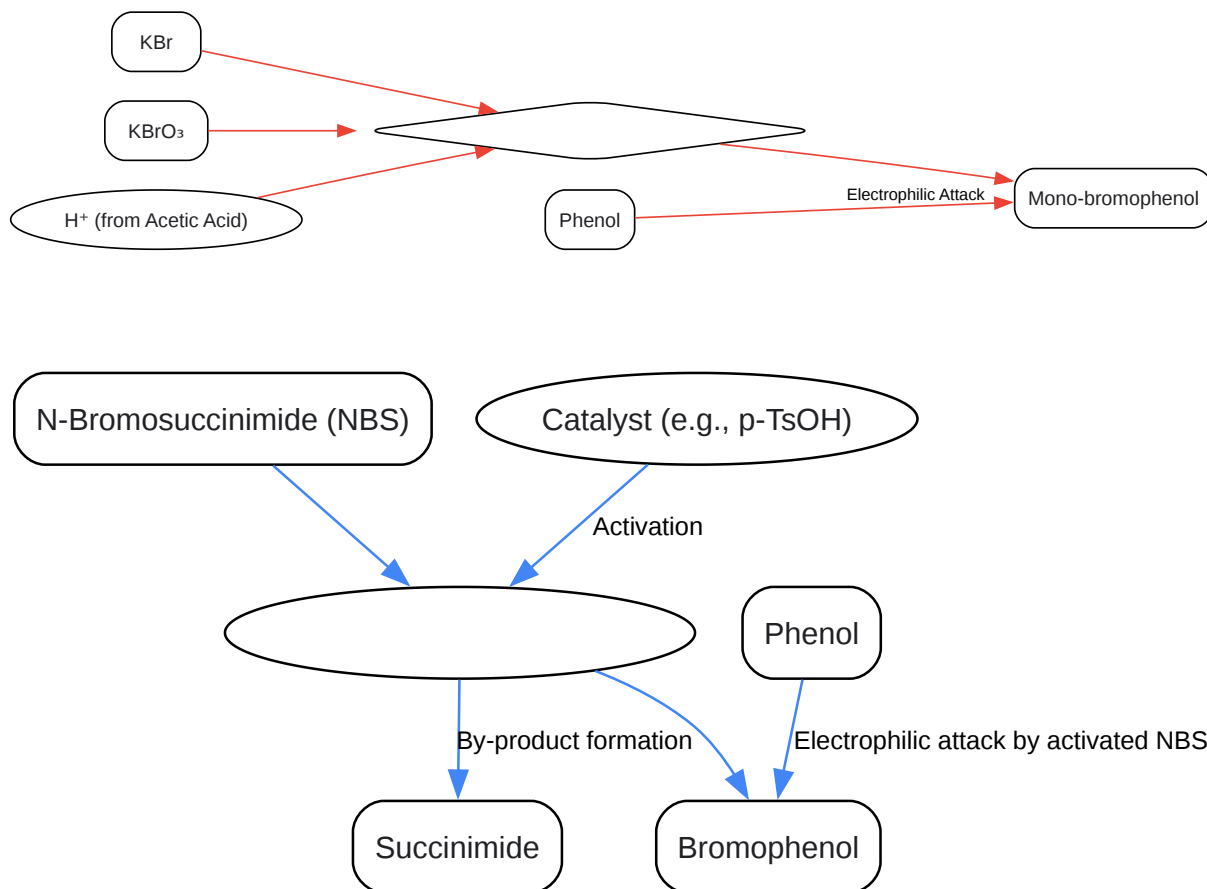 KBr
KBrO₃
H⁺ (from Acetic Acid)
Phenol
Electrophilic Attack
Mono-bromophenol
N-Bromosuccinimide (NBS)
Catalyst (e.g., p-TsOH)
Activation
Phenol
By-product formation
Electrophilic attack by activated NBS
Succinimide
Bromophenol